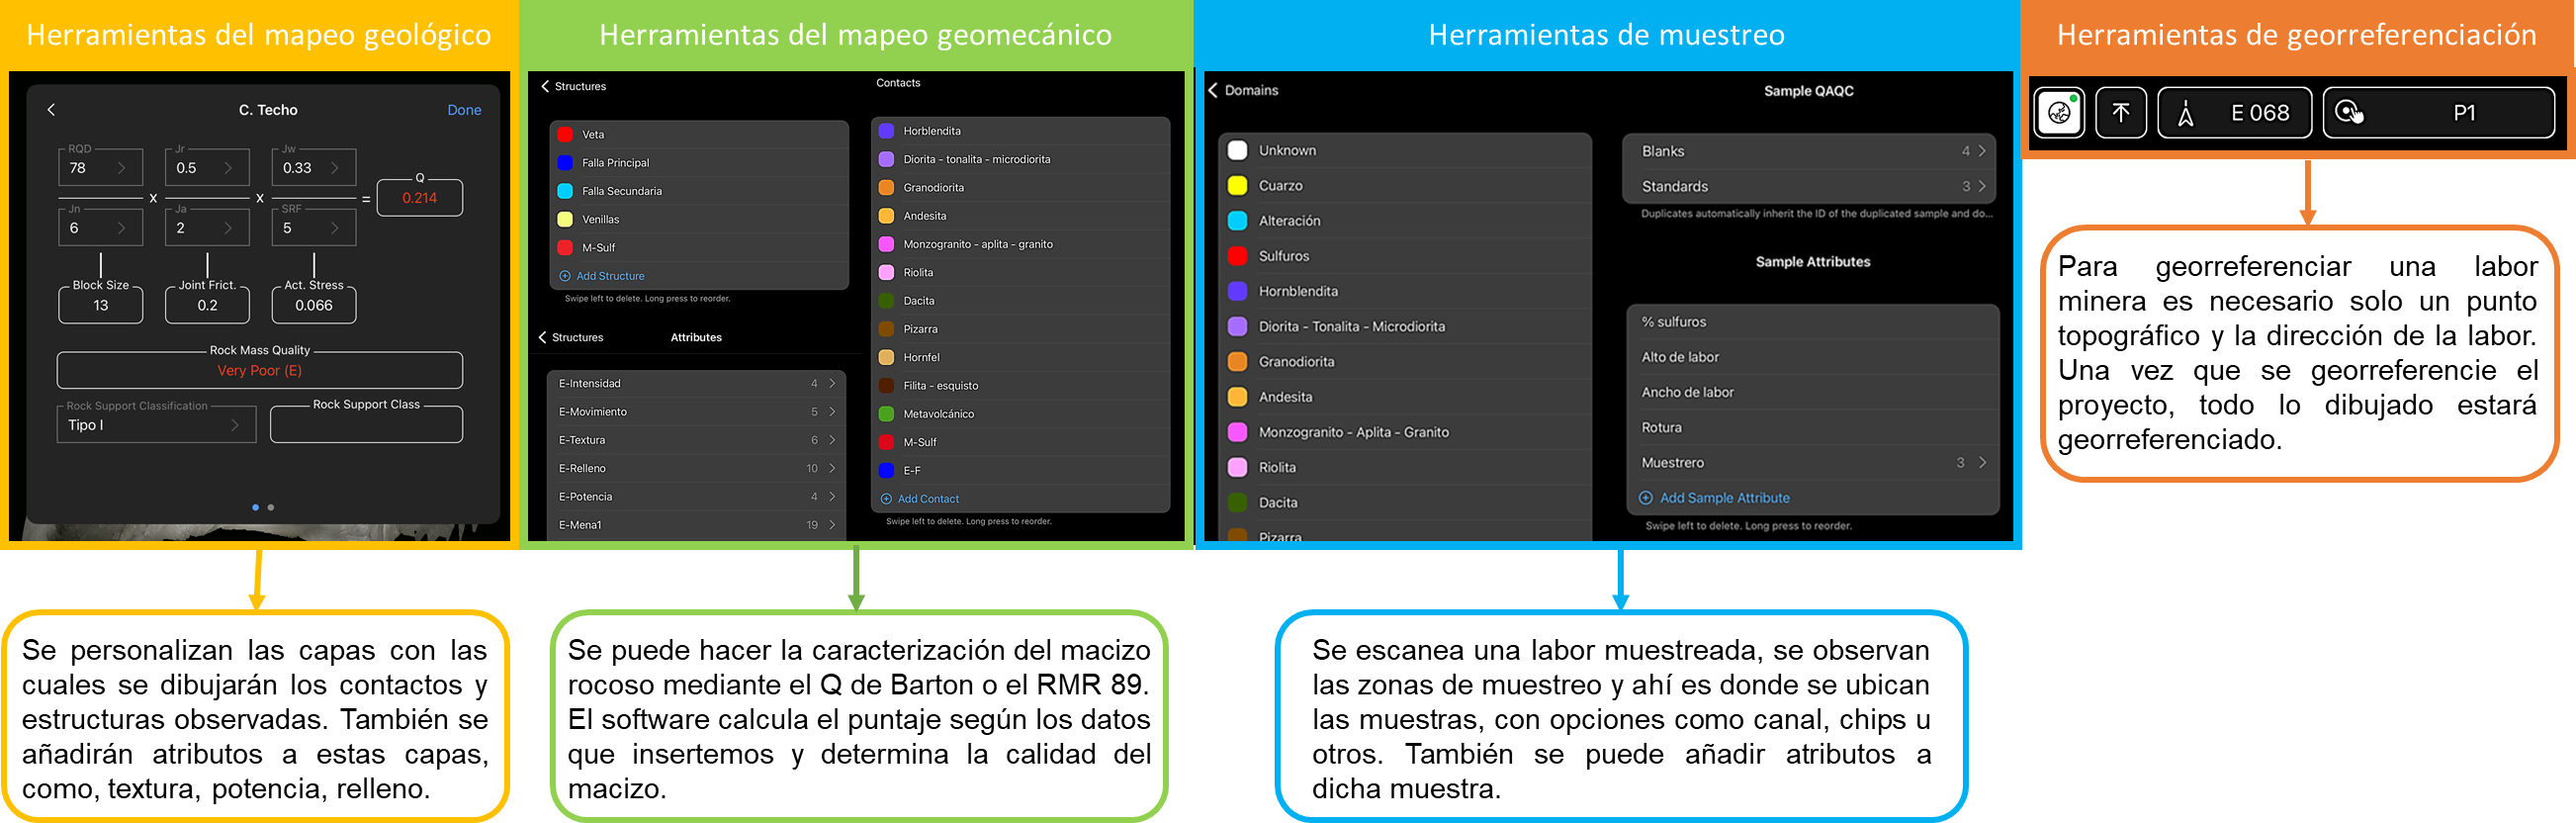 Herramientas del mapeo geológico
C. Techo
Done
RQD
78
Jr
0.5
Jw
0.33
x
x
=
Q
0.214
Jn
6
Ja
2
SRF
5
Block Size
13
Joint Frict.
0.2
Act. Stress
0.066
Rock Mass Quality
Very Poor (E)
Rock Support Classification
Tipo I
Rock Support Class
Se personalizan las capas con las
cuales se dibujarán los contactos y
estructuras observadas. También se
añadirán atributos a estas capas,
como, textura, potencia, relleno.
Herramientas del mapeo geomecánico
Structures
Veta
Falla Principal
Falla Secundaria
Venillas
M-Sulf
Add Structure
Swipe left to delete. Long press to reorder.
Structures
Attributes
E-Intensidad 4
E-Movimiento 5
E-Textura 6
E-Relleno 10
E-Potencia 4
E-Mena1 19
Contacts
Horblendita
Diorita - tonalita - microdiorita
Granodiorita
Andesita
Monzogranito - aplita - granito
Riolita
Dacita
Pizarra
Hornfel
Filita - esquisto
Metavolcánico
M-Sulf
E-F
Add Contact
Swipe left to delete. Long press to reorder.
Se puede hacer la caracterización del macizo
rocoso mediante el Q de Barton o el RMR 89.
El software calcula el puntaje según los datos
que insertemos y determina la calidad del
macizo.
Herramientas de muestreo
Domains
Unknown
Cuarzo
Alteración
Sulfuros
Hornblendita
Diorita - Tonalita - Microdiorita
Granodiorita
Andesita
Monzogranito - Aplita - Granito
Riolita
Dacita
Pizarra
Sample QAQC
Blanks 4
Standards 3
Duplicates automatically inherit the ID of the duplicated sample and do...
Sample Attributes
% sulfuros
Alto de labor
Ancho de labor
Rotura
Muestrero 3
Add Sample Attribute
Swipe left to delete. Long press to reorder.
Se escanea una labor muestreada, se observan
las zonas de muestreo y ahí es donde se ubican
las muestras, con opciones como canal, chips u
otros. También se puede añadir atributos a
dicha muestra.
Herramientas de georreferenciación
E 068
P1
Para georreferenciar una labor
minera es necesario solo un punto
topográfico y la dirección de la labor.
Una vez que se georreferencie el
proyecto, todo lo dibujado estará
georreferenciado.